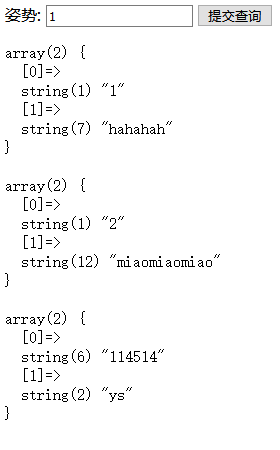 姿势: 1 提交查询
array(2) {
  [0]=>
  string(1) "1"
  [1]=>
  string(7) "hahahah"
}
array(2) {
  [0]=>
  string(1) "2"
  [1]=>
  string(12) "miaomiaomiao"
}
array(2) {
  [0]=>
  string(6) "114514"
  [1]=>
  string(2) "ys"
}